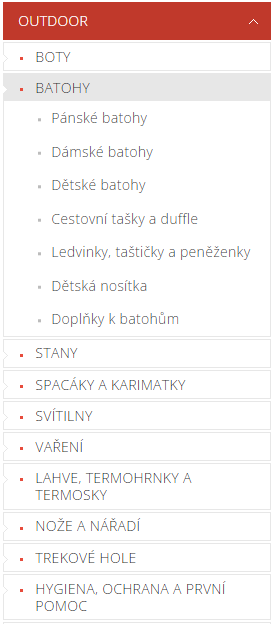 OUTDOOR
BOTY
BATOHY
Pánské batohy
Dámské batohy
Dětské batohy
Cestovní tašky a duffle
Ledvinky, taštičky a peněženky
Dětská nosítka
Doplňky k batohům
STANY
SPACÁKY A KARIMATKY
SVÍTILNY
VAŘENÍ
LAHVE, TERMOHRNKY A
TERMOSKY
NOŽE A NÁŘADÍ
TREKOVÉ HOLE
HYGIENA, OCHRANA A PRVNÍ
POMOC